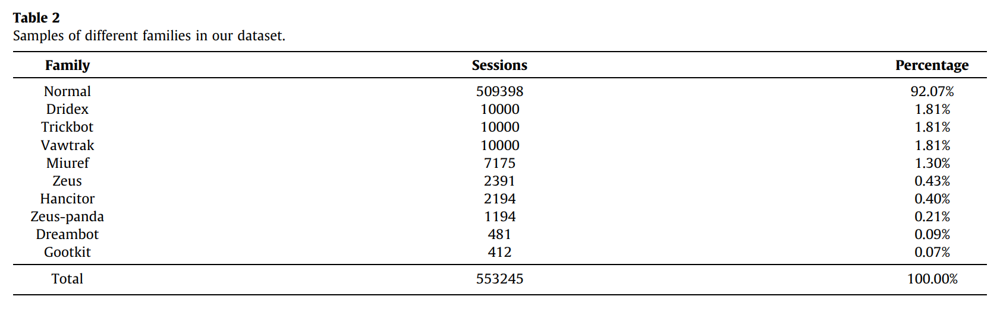 Table 2
Samples of different families in our dataset.
Family Sessions Percentage
Normal 509398 92.07%
Dridex 10000 1.81%
Trickbot 10000 1.81%
Vawtrak 10000 1.81%
Miuref 7175 1.30%
Zeus 2391 0.43%
Hancitor 2194 0.40%
Zeus-panda 1194 0.21%
Dreambot 481 0.09%
Gootkit 412 0.07%
Total 553245 100.00%